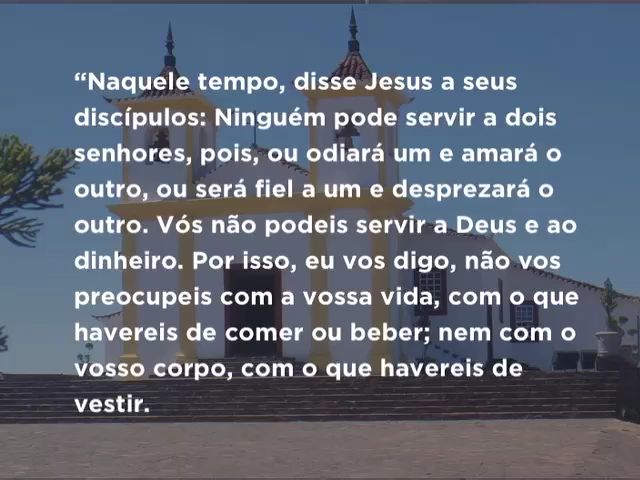 “Naquele tempo, disse Jesus a seus
discípulos: Ninguém pode servir a dois
senhores, pois, ou odiará um e amará o
outro, ou será fiel a um e desprezará o
outro. Vós não podeis servir a Deus e ao
dinheiro. Por isso, eu vos digo, não vos
preocupeis com a vossa vida, com o que
havereis de comer ou beber; nem com o
vosso corpo, com o que havereis de
vestir.